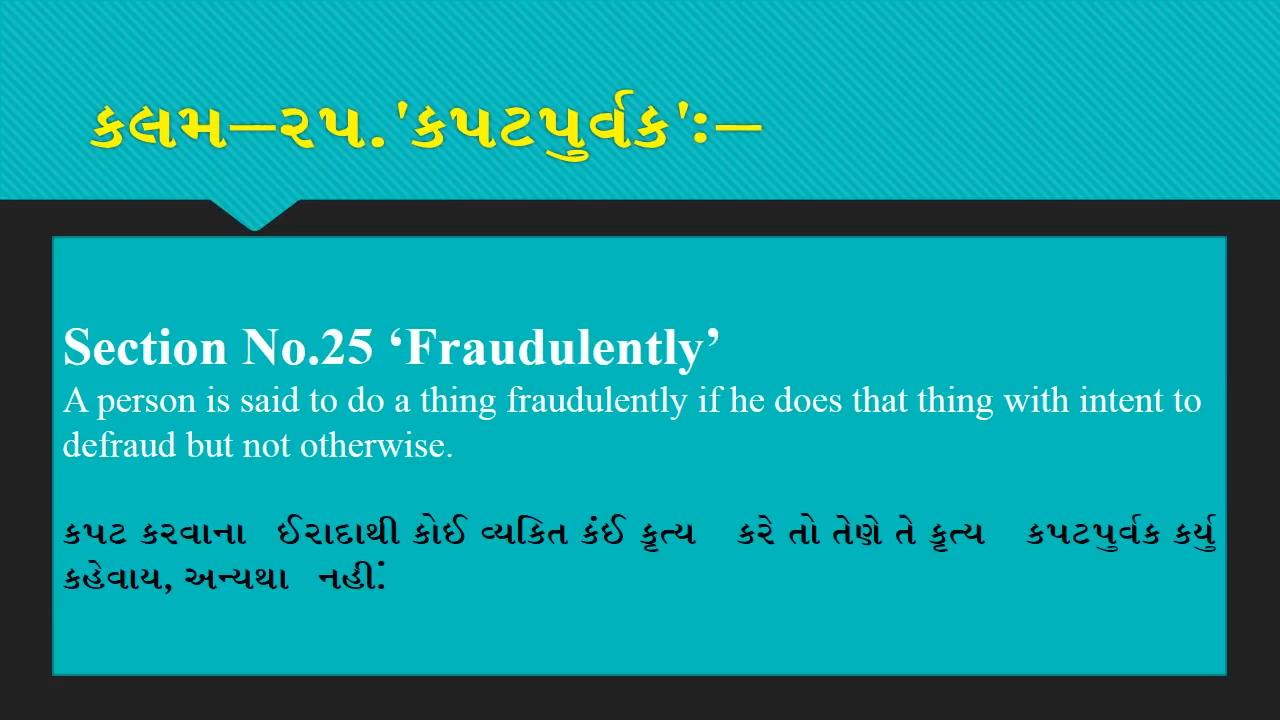 કલમ–૨૫.'કપટપુર્વક':–
Section No.25 ‘Fraudulently’
A person is said to do a thing fraudulently if he does that thing with intent to
defraud but not otherwise.
કપટ કરવાના ઈરાદાથી કોઈ વ્યકિત કંઈ કૃત્ય કરે તો તેણે તે કૃત્ય કપટપુર્વક કર્યુ
કહેવાય, અન્યથા નહીં.